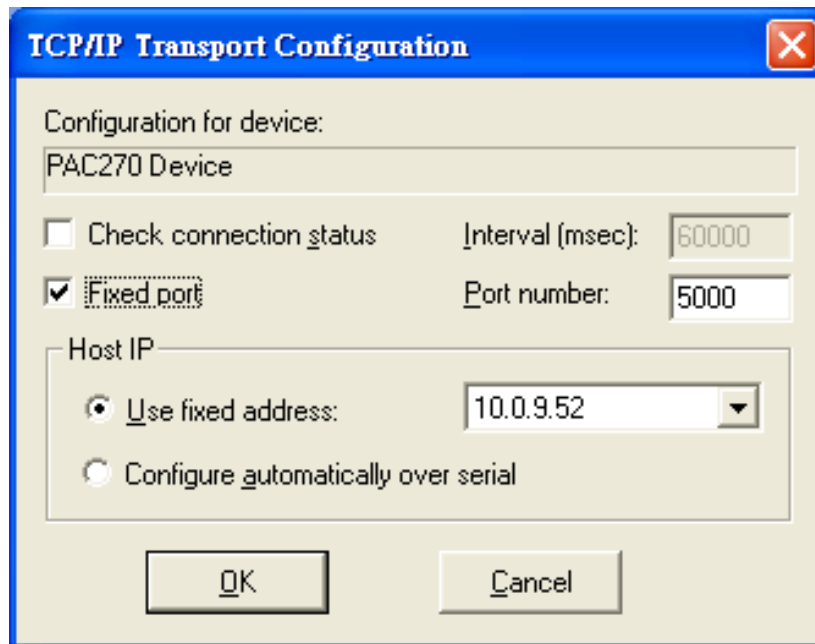 TCP/IP Transport Configuration
Configuration for device:
PAC270 Device
Check connection status Interval (msec): 60000
Fixed port Port number: 5000
Host IP
Use fixed address: 10.0.9.52
Configure automatically over serial
OK Cancel